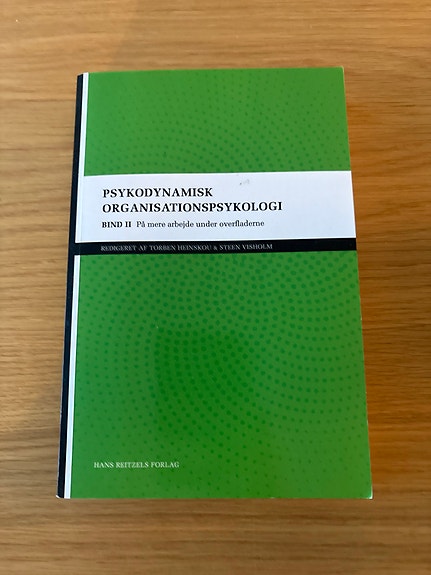 PSYKODYNAMISK
ORGANISATIONSPSYKOLOGI
BIND II På mere arbejde under overfladerne
REDIGERET AF TORBEN HEINSKOU & STEEN VISHOLM
HANS REITZELS FORLAG